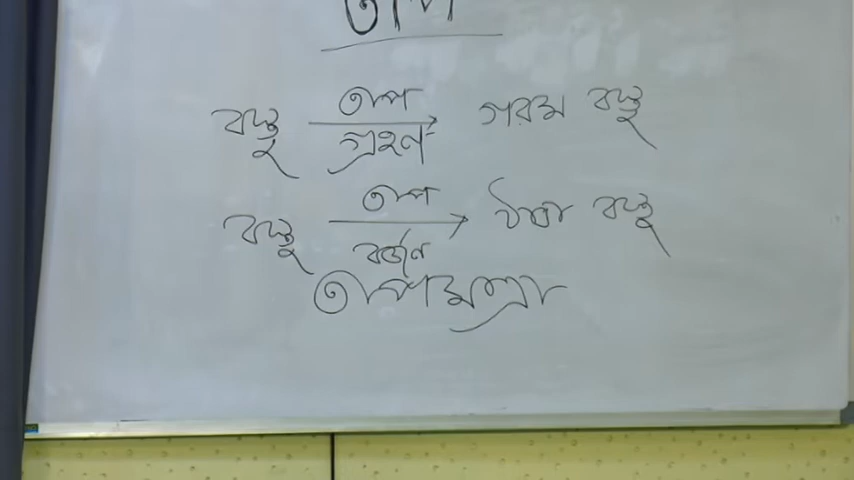 তাপ
বস্তু তাপ গ্রহণ → গরম বস্তু
বস্তু তাপ বর্জন → ঠান্ডা বস্তু
তাপমাত্রা